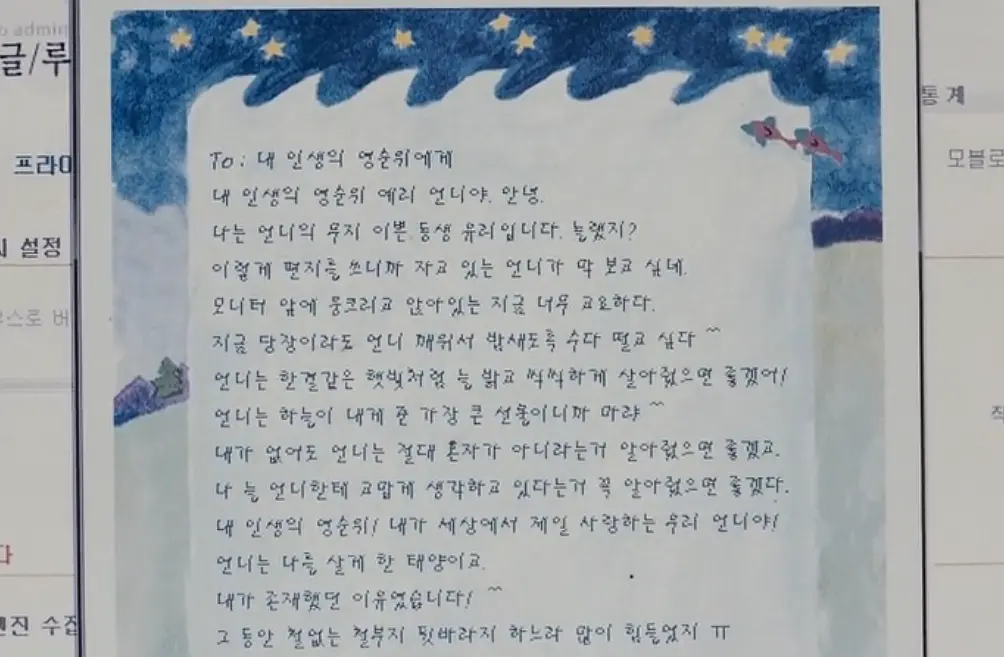 admin
글/루
프라이
설정
통계
모블로
To : 내 인생의 영순위에게
내 인생의 영순위 예리 언니야. 안녕.
나는 언니의 무지 이쁜 동생 유리입니다. 놀랬지?
이렇게 편지를 쓰니까 자고 있는 언니가 막 보고 싶네.
모니터 앞에 웅크리고 앉아있는 지금 너무 고요하다.
지금 당장이라도 언니 깨워서 밤새도록 수다 떨고 싶다 ^^
언니는 한결같은 햇빛처럼 늘 밝고 씩씩하게 살아줬으면 좋겠어!
언니는 하늘이 내게 준 가장 큰 선물이니까 마랴 ^^
내가 없어도 언니는 절대 혼자가 아니라는거 알아줬으면 좋겠고.
나 늘 언니한테 고맙게 생각하고 있다는거 꼭 알아줬으면 좋겠다.
내 인생의 영순위! 내가 세상에서 제일 사랑하는 우리 언니야!
언니는 나를 살게 한 태양이고.
내가 존재했던 이유였습니다! ^^
그 동안 철없는 철부지 뒷바라지 하느라 많이 힘들었지 ㅠ
스로 버
다
엔진 수집